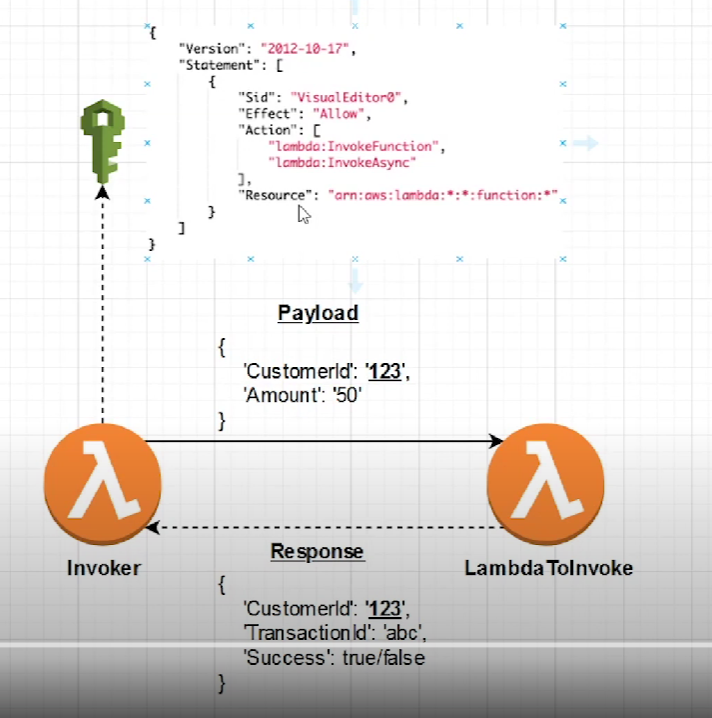 {
"Version": "2012-10-17",
"Statement": [
{
"Sid": "VisualEditor0",
"Effect": "Allow",
"Action": [
"lambda:InvokeFunction",
"lambda:InvokeAsync"
],
"Resource": "arn:aws:lambda:*:*:function:*"
}
]
}
Payload
{
'CustomerId': '123',
'Amount': '50'
}
Invoker
LambdaToInvoke
Response
{
'CustomerId': '123',
'TransactionId': 'abc',
'Success': true/false
}